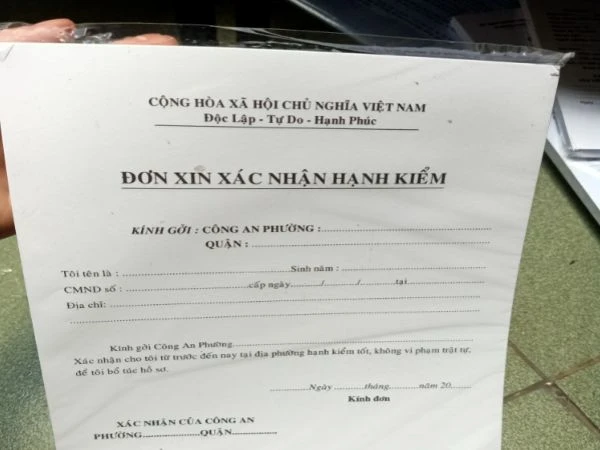 CỘNG HÒA XÃ HỘI CHỦ NGHĨA VIỆT NAM
Độc Lập - Tự Do - Hạnh Phúc
ĐƠN XIN XÁC NHẬN HẠNH KIỂM
KÍNH GỞI : CÔNG AN PHƯỜNG :........................................
QUẬN :........................................
Tôi tên là :........................................ Sinh năm :........................................
CMND số :........................................cấp ngày........./........./.........tại....................
Địa chỉ:........................................
........................................
Kính gởi Công An Phường........................................
Xác nhận cho tôi từ trước đến nay tại địa phương hạnh kiểm tốt, không vi phạm trật tự,
để tôi bổ túc hồ sơ.
....................,Ngày..........tháng..........năm 20......
Kính đơn
XÁC NHẬN CỦA CÔNG AN
PHƯỜNG....................QUẬN....................